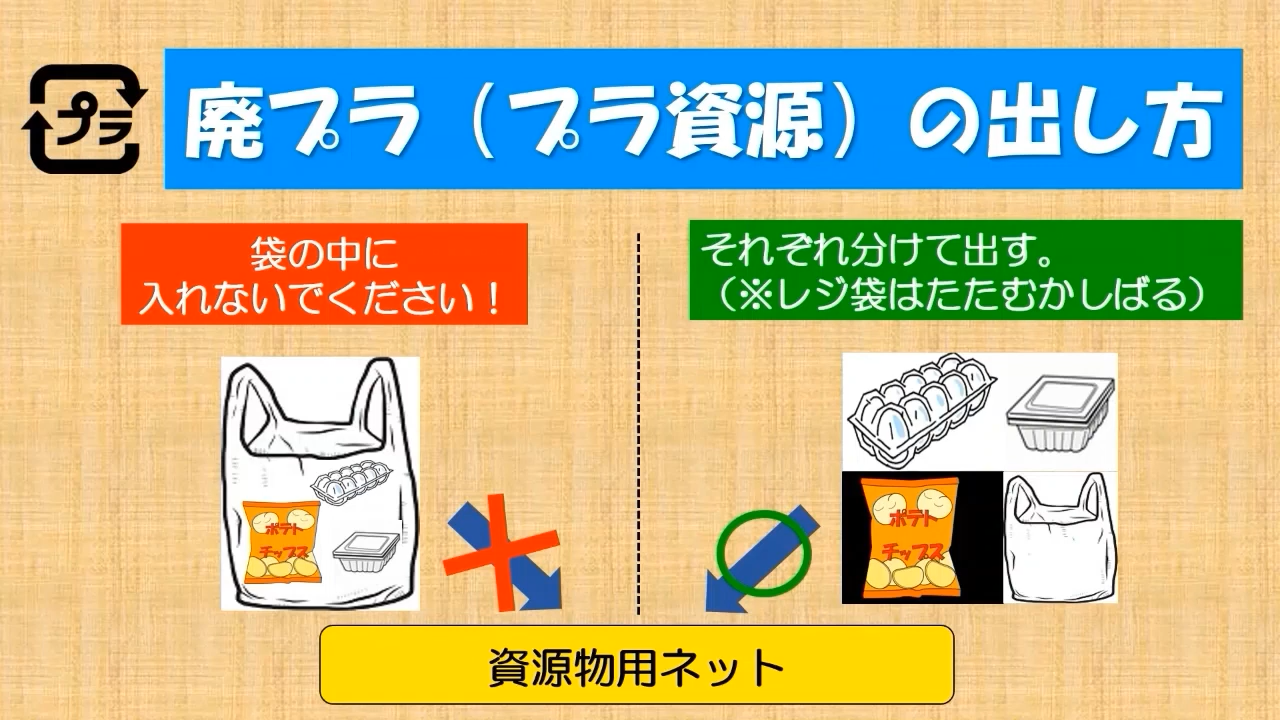 プラ
廃プラ（プラ資源）の出し方
袋の中に
入れないでください！
それぞれ分けて出す。
（※レジ袋はたたむかしばる）
ポテト
チップス
ポテト
チップス
資源物用ネット